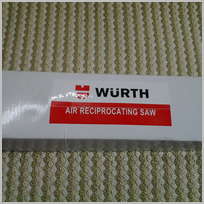 WÜRTH
AIR RECIPROCATING SAW